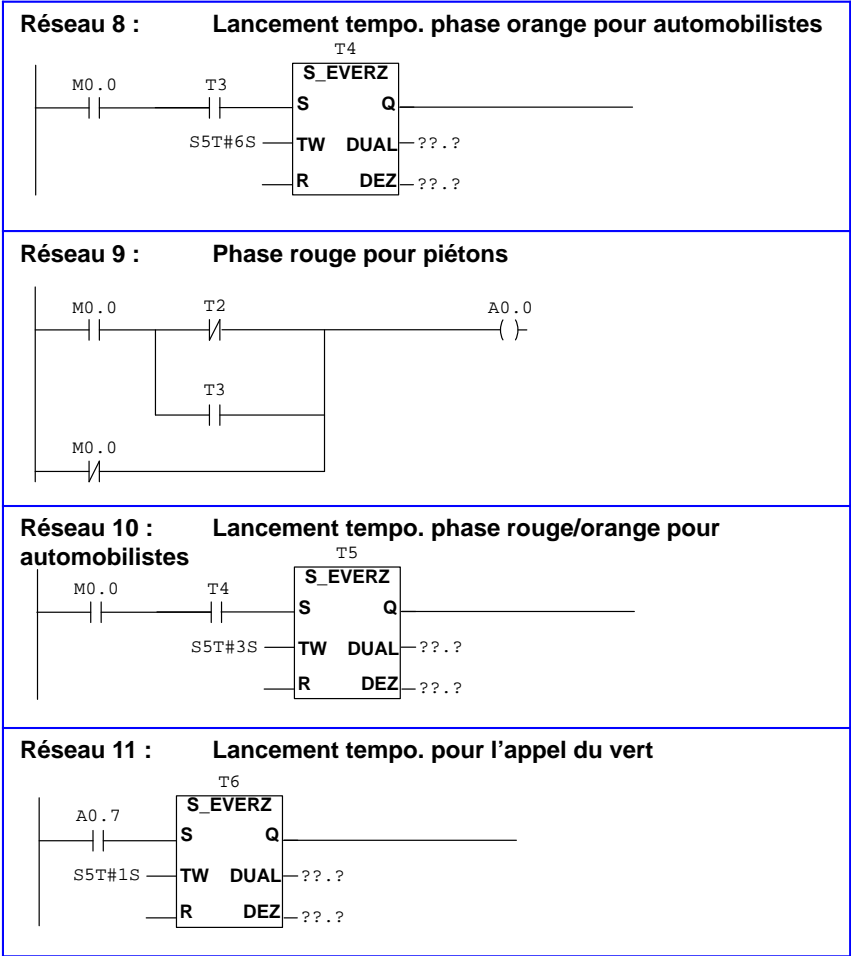 Réseau 8 : Lancement tempo. phase orange pour automobilistes
T4
S_EVERZ
M0.0 T3
S Q
S5T#6S TW DUAL ??.?
R DEZ ??.?
Réseau 9 : Phase rouge pour piétons
M0.0 T2 A0.0
T3
M0.0
Réseau 10 : Lancement tempo. phase rouge/orange pour
automobilistes T5
S_EVERZ
M0.0 T4
S Q
S5T#3S TW DUAL ??.?
R DEZ ??.?
Réseau 11 : Lancement tempo. pour l'appel du vert
T6
S_EVERZ
A0.7
S Q
S5T#1S TW DUAL ??.?
R DEZ ??.?